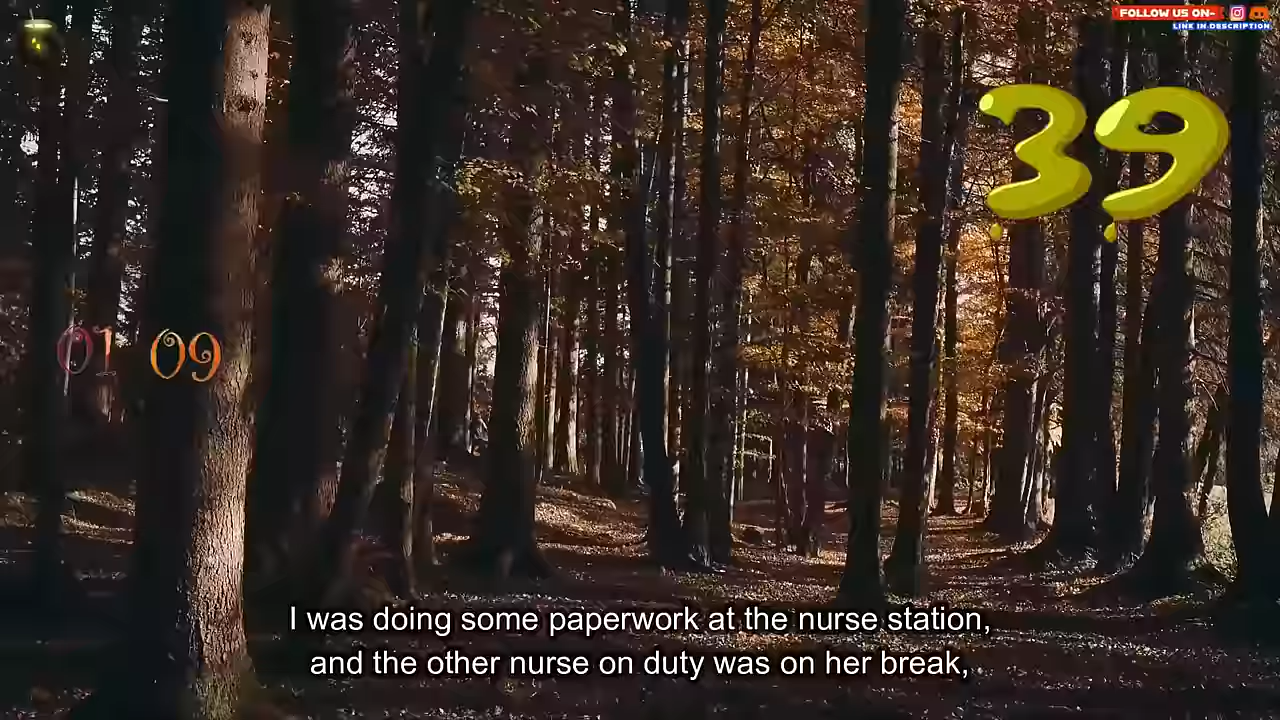 FOLLOW US ON-
LINK IN DESCRIPTION
39
01 09
I was doing some paperwork at the nurse station,
and the other nurse on duty was on her break,